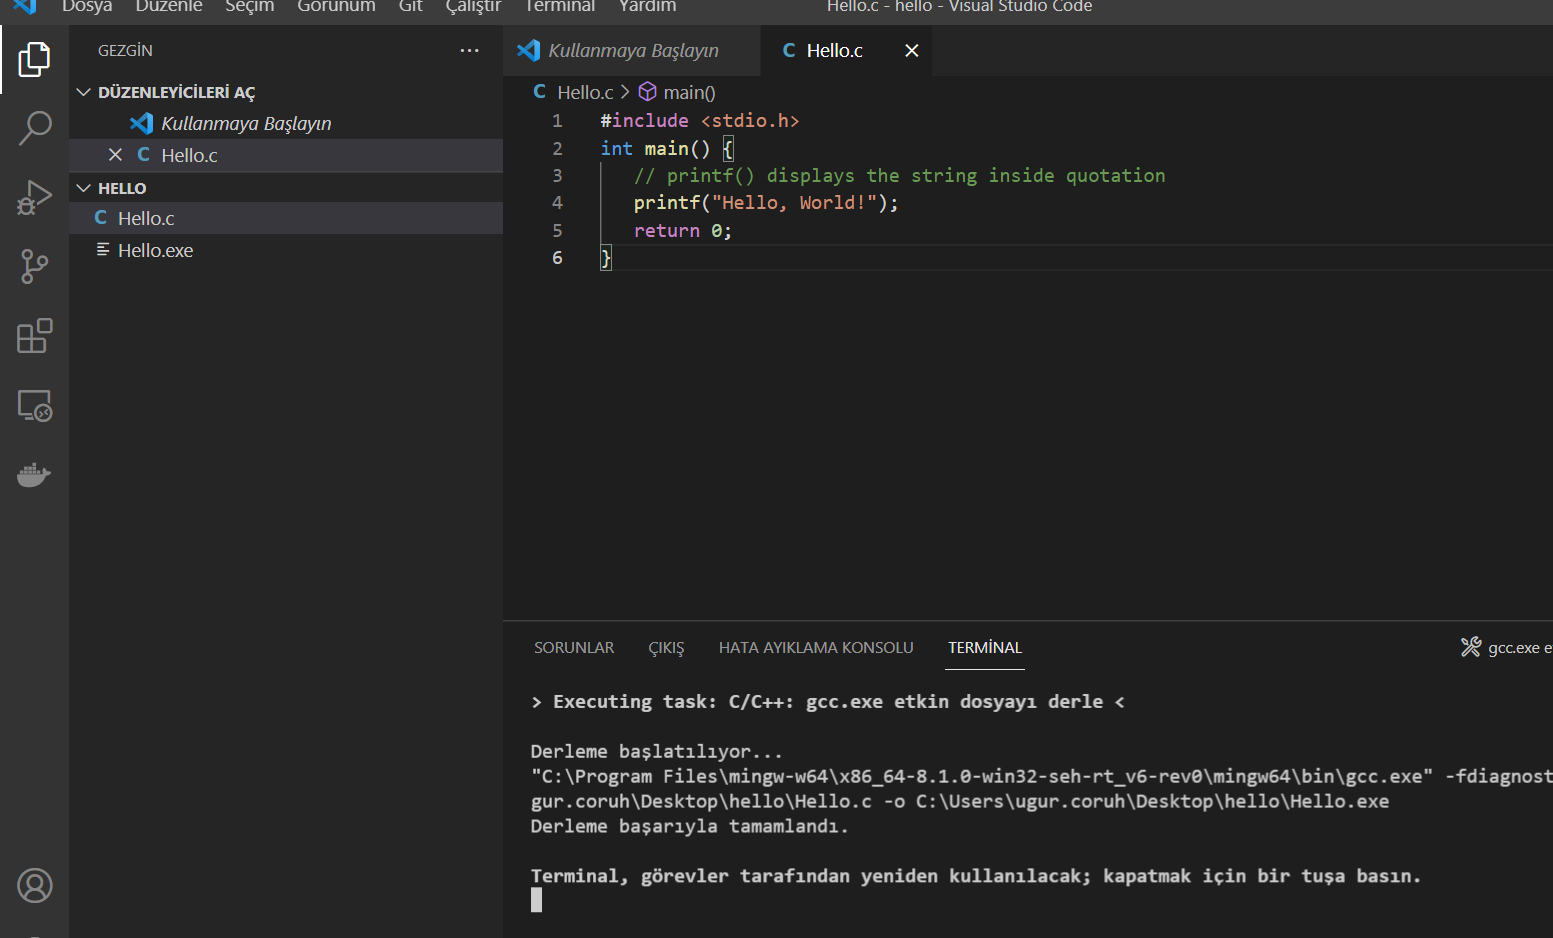 Dosya Düzenle Seçim Görünüm Git Çalıştır Terminal Yardım Hello.c - hello - Visual Studio Code
GEZGİN
DÜZENLEYİCİLERİ AÇ
Kullanmaya Başlayın
Hello.c
HELLO
Hello.c
Hello.exe
Kullanmaya Başlayın Hello.c
Hello.c > main()
1 #include <stdio.h>
2 int main() {
3 // printf() displays the string inside quotation
4 printf("Hello, World!");
5 return 0;
6 }
SORUNLAR ÇIKIŞ HATA AYIKLAMA KONSOLU TERMİNAL gcc.exe e
> Executing task: C/C++: gcc.exe etkin dosyayı derle <
Derleme başlatılıyor...
"C:\Program Files\mingw-w64\x86_64-8.1.0-win32-seh-rt_v6-rev0\mingw64\bin\gcc.exe" -fdiagnost
gur.coruh\Desktop\hello\Hello.c -o C:\Users\ugur.coruh\Desktop\hello\Hello.exe
Derleme başarıyla tamamlandı.
Terminal, görevler tarafından yeniden kullanılacak; kapatmak için bir tuşa basın.